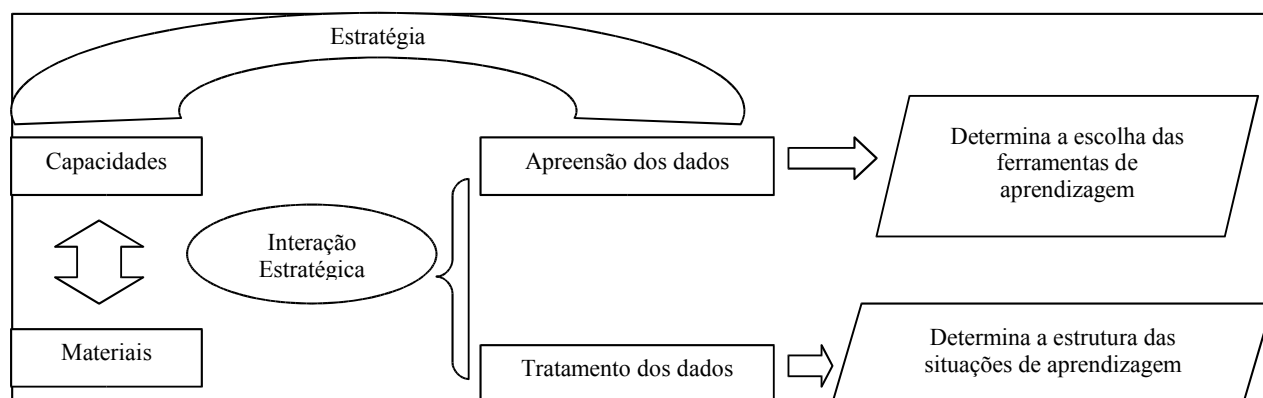 Estratégia
Capacidades
Apreensão dos dados
Determina a escolha das
ferramentas de
aprendizagem
Interação
Estratégica
Materiais
Tratamento dos dados
Determina a estrutura das
situações de aprendizagem